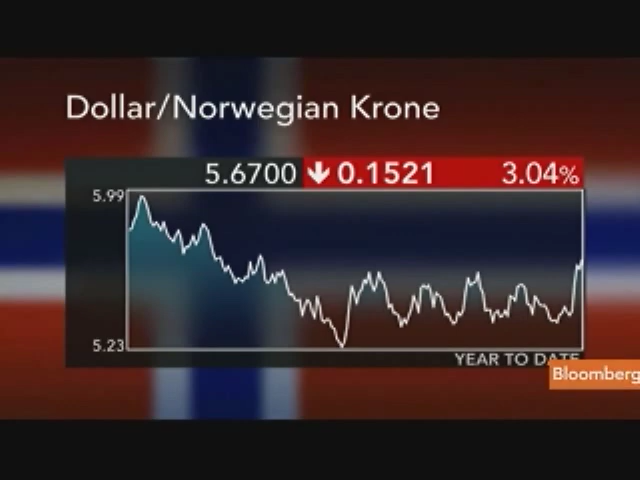 Dollar/Norwegian Krone
5.6700 0.1521 3.04%
5.99
5.23
YEAR TO DATE
Bloomberg